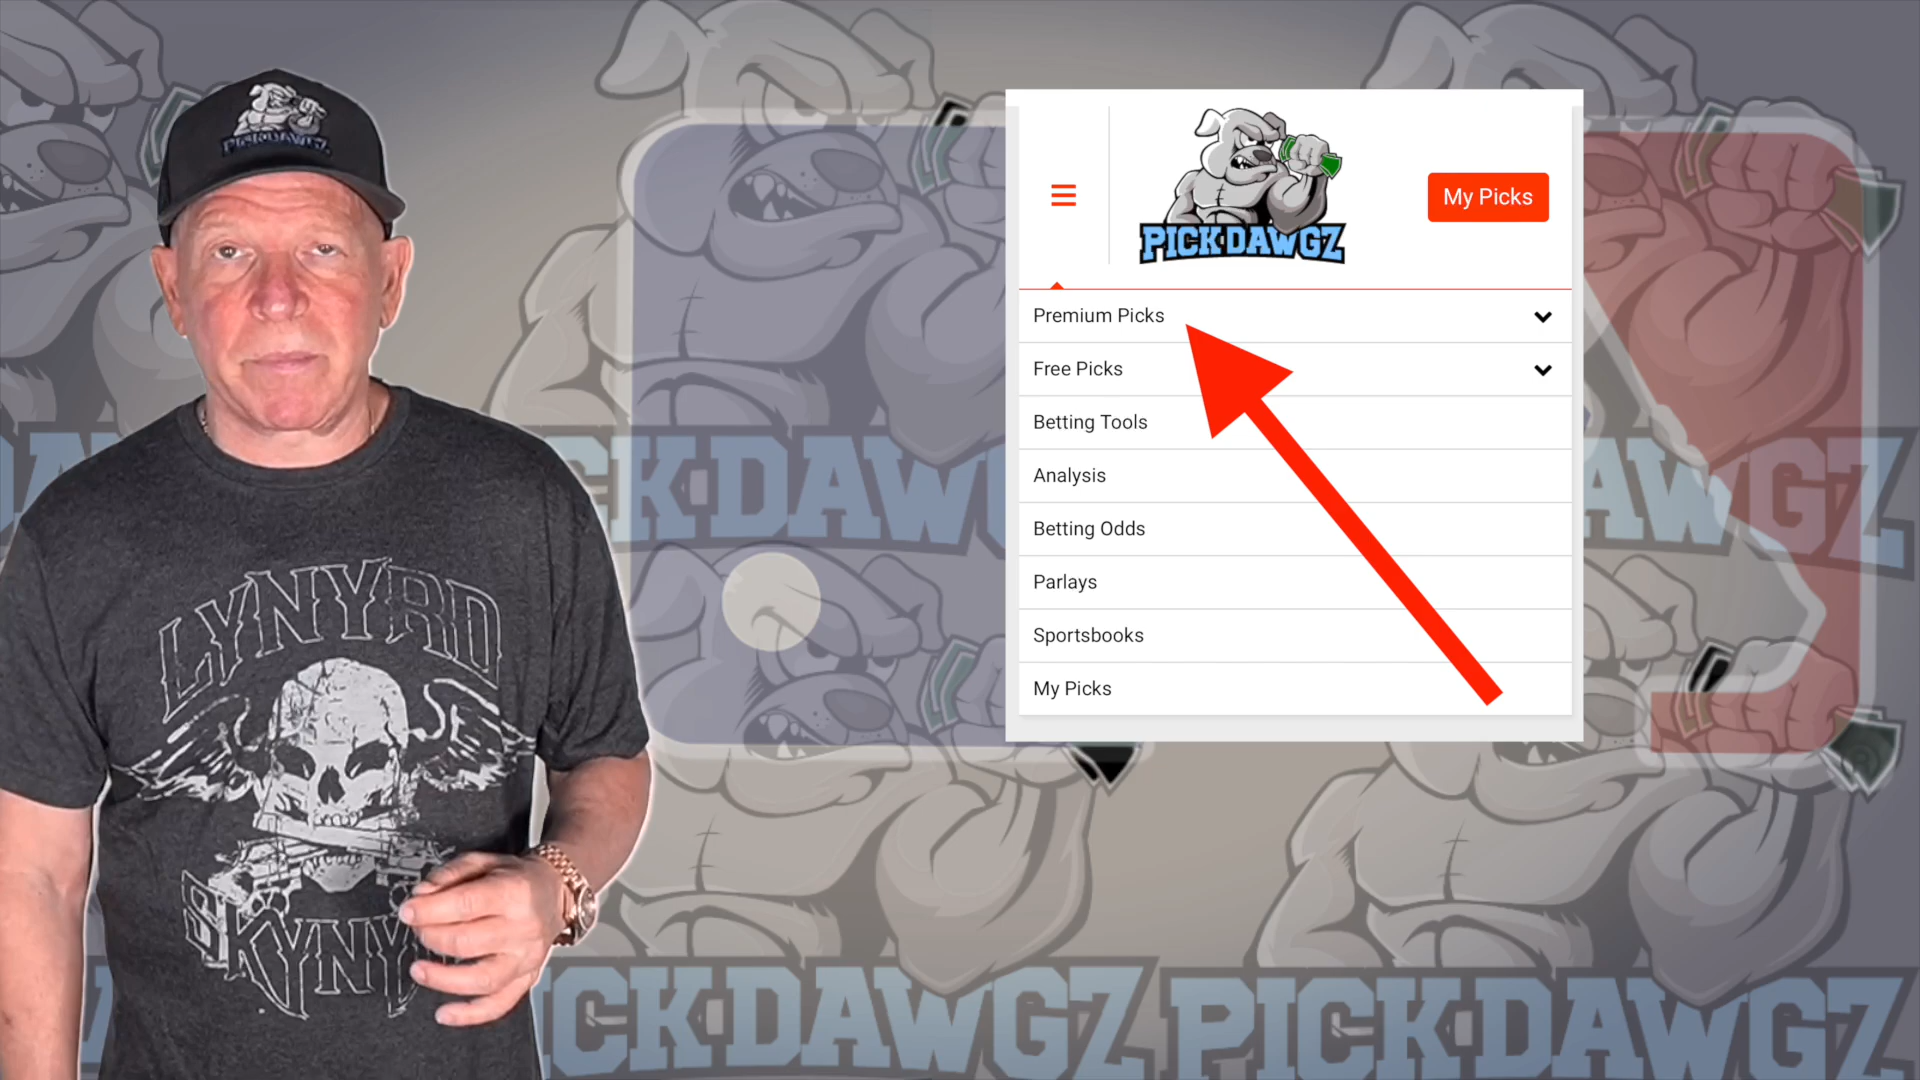 PICKDAWGZ
LYNYRD
SKYNYRD
PICKDAWGZ
My Picks
Premium Picks
Free Picks
Betting Tools
Analysis
Betting Odds
Parlays
Sportsbooks
My Picks
CKDAWGZ
PICKDAWGZ